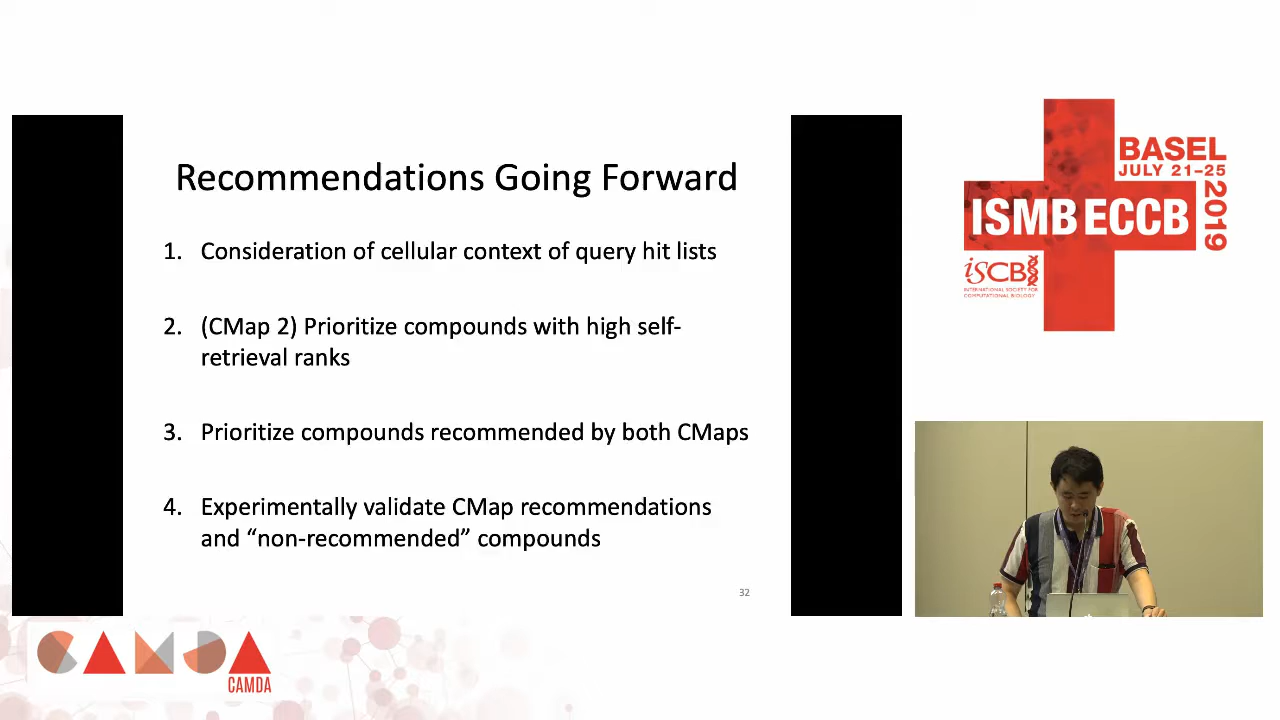 Recommendations Going Forward
1. Consideration of cellular context of query hit lists
2. (CMap 2) Prioritize compounds with high self-
retrieval ranks
3. Prioritize compounds recommended by both CMaps
4. Experimentally validate CMap recommendations
and “non-recommended” compounds
32
BASEL
JULY 21–25
2019
ISMB ECCB
ISCB
INTERNATIONAL SOCIETY FOR
COMPUTATIONAL BIOLOGY
CAMDA
CAMDA